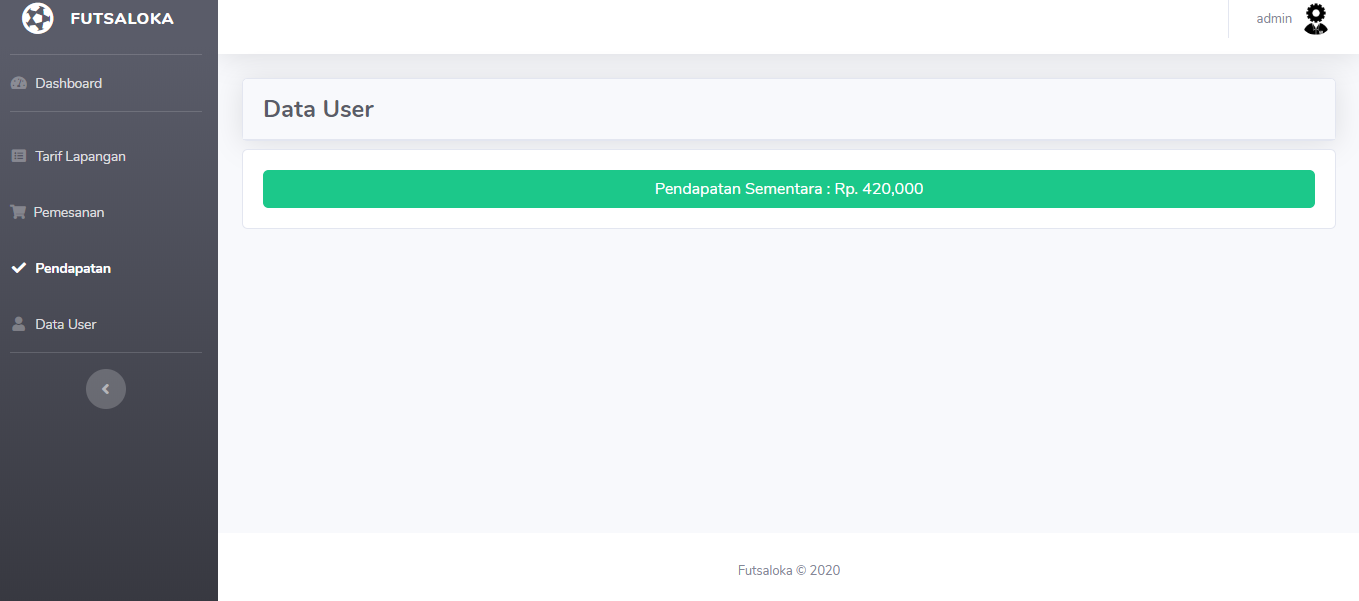 FUTSALOKA
admin
Dashboard
Tarif Lapangan
Pemesanan
Pendapatan
Data User
Data User
Pendapatan Sementara : Rp. 420,000
Futsaloka © 2020